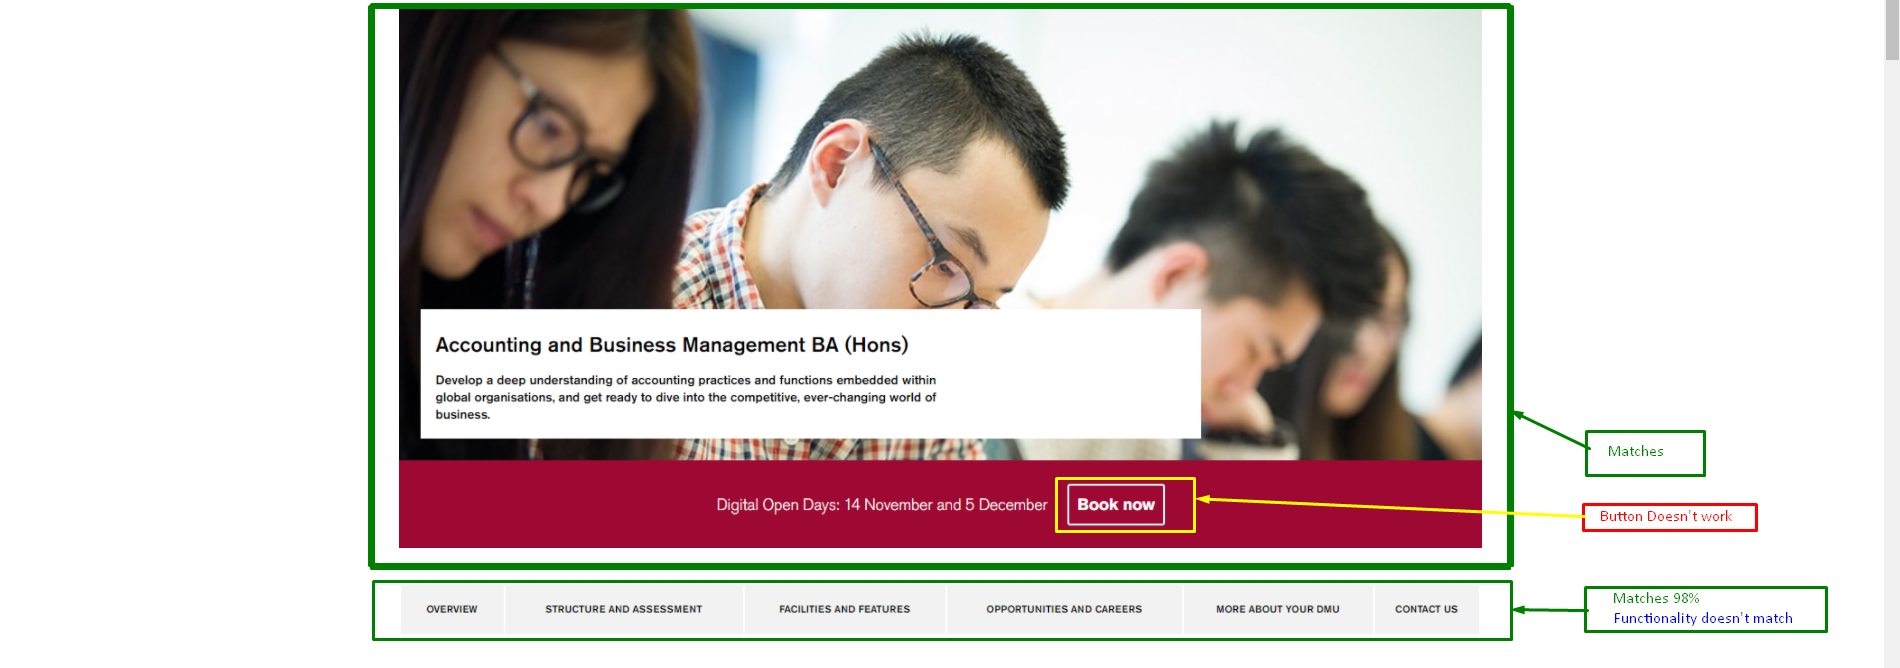 Accounting and Business Management BA (Hons)
Develop a deep understanding of accounting practices and functions embedded within
global organisations, and get ready to dive into the competitive, ever-changing world of
business.
Matches
Digital Open Days: 14 November and 5 December
Book now
Button Doesn't work
OVERVIEW
STRUCTURE AND ASSESSMENT
FACILITIES AND FEATURES
OPPORTUNITIES AND CAREERS
MORE ABOUT YOUR DMU
CONTACT US
Matches 98%
Functionality doesn't match